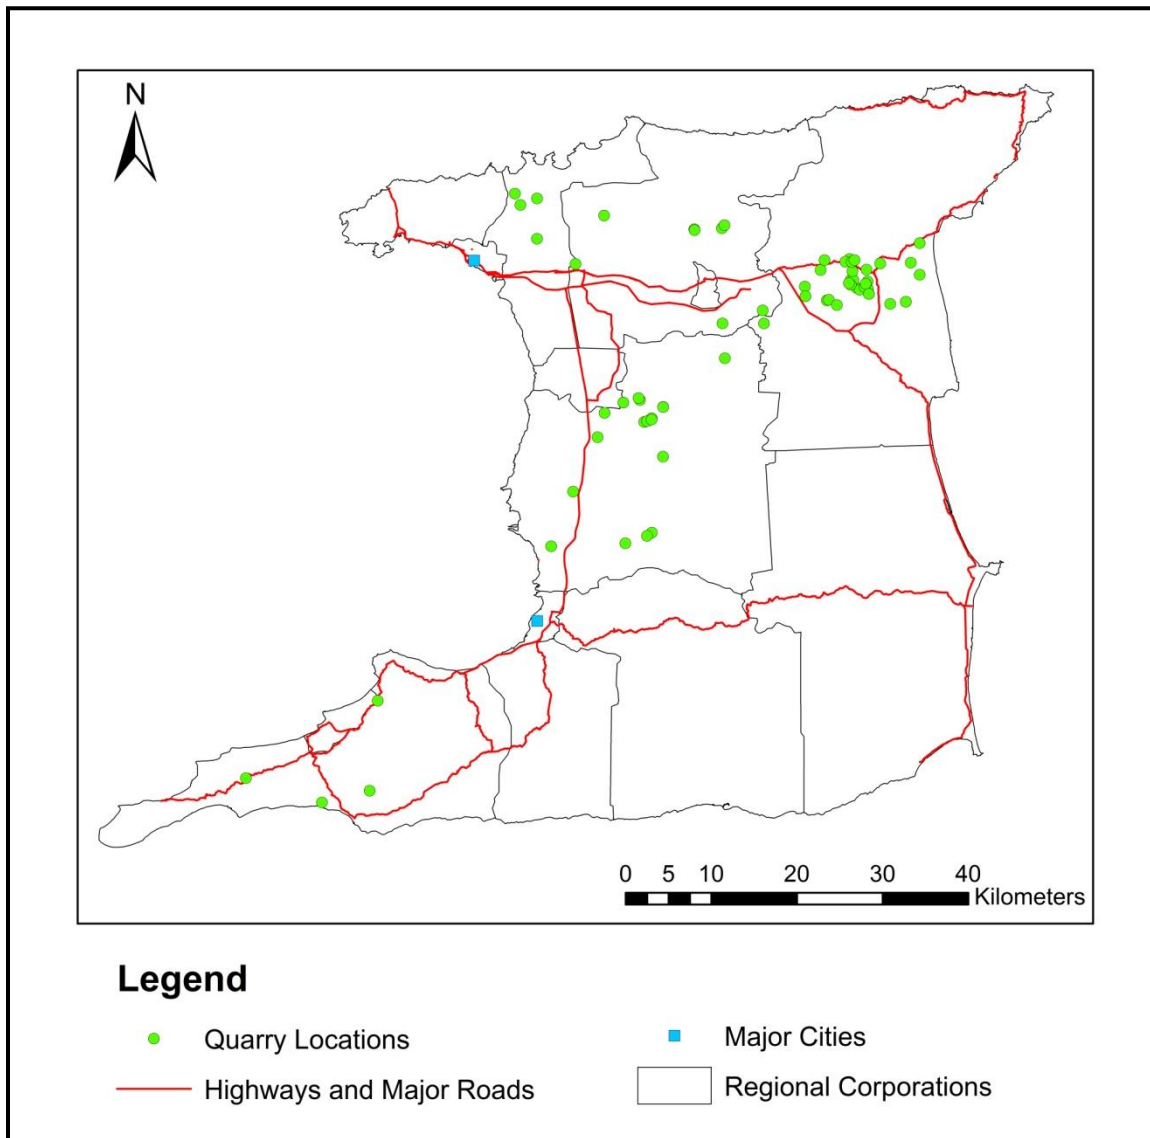 N
0 5 10 20 30 40
Kilometers
Legend
Quarry Locations
Major Cities
Highways and Major Roads
Regional Corporations